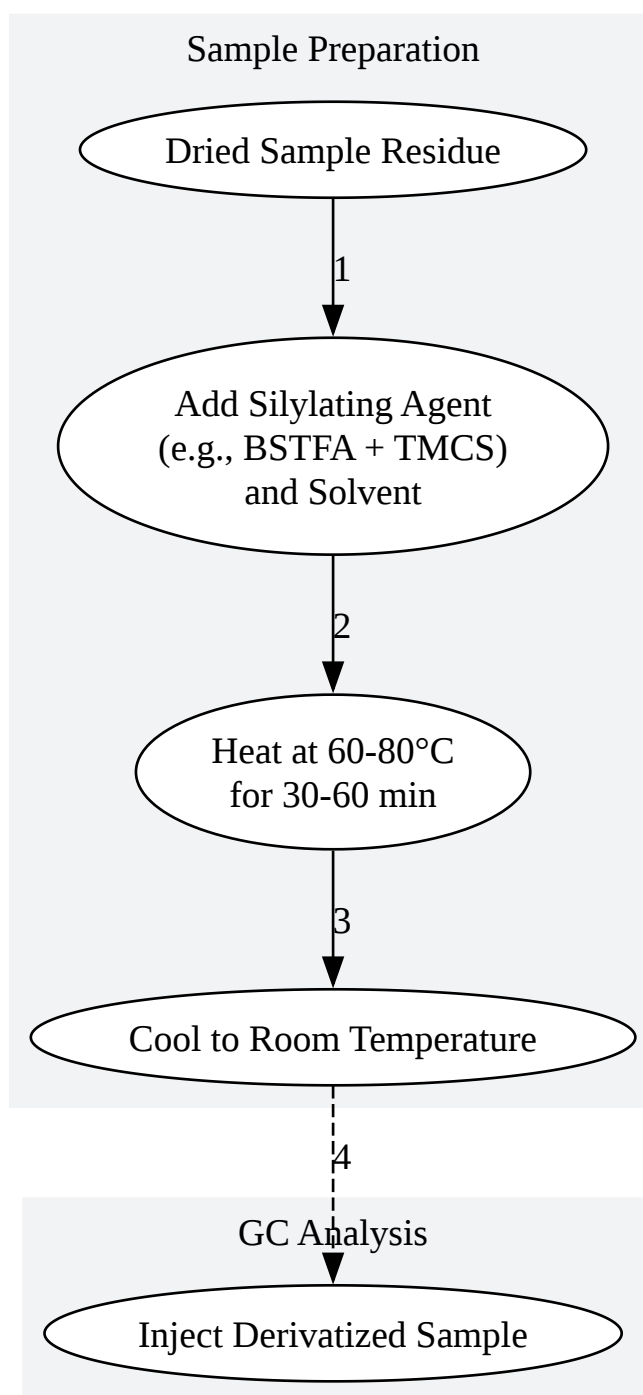 Sample Preparation
Dried Sample Residue
1
Add Silylating Agent
(e.g., BSTFA + TMCS)
and Solvent
2
Heat at 60-80°C
for 30-60 min
3
Cool to Room Temperature
4
GC Analysis
Inject Derivatized Sample